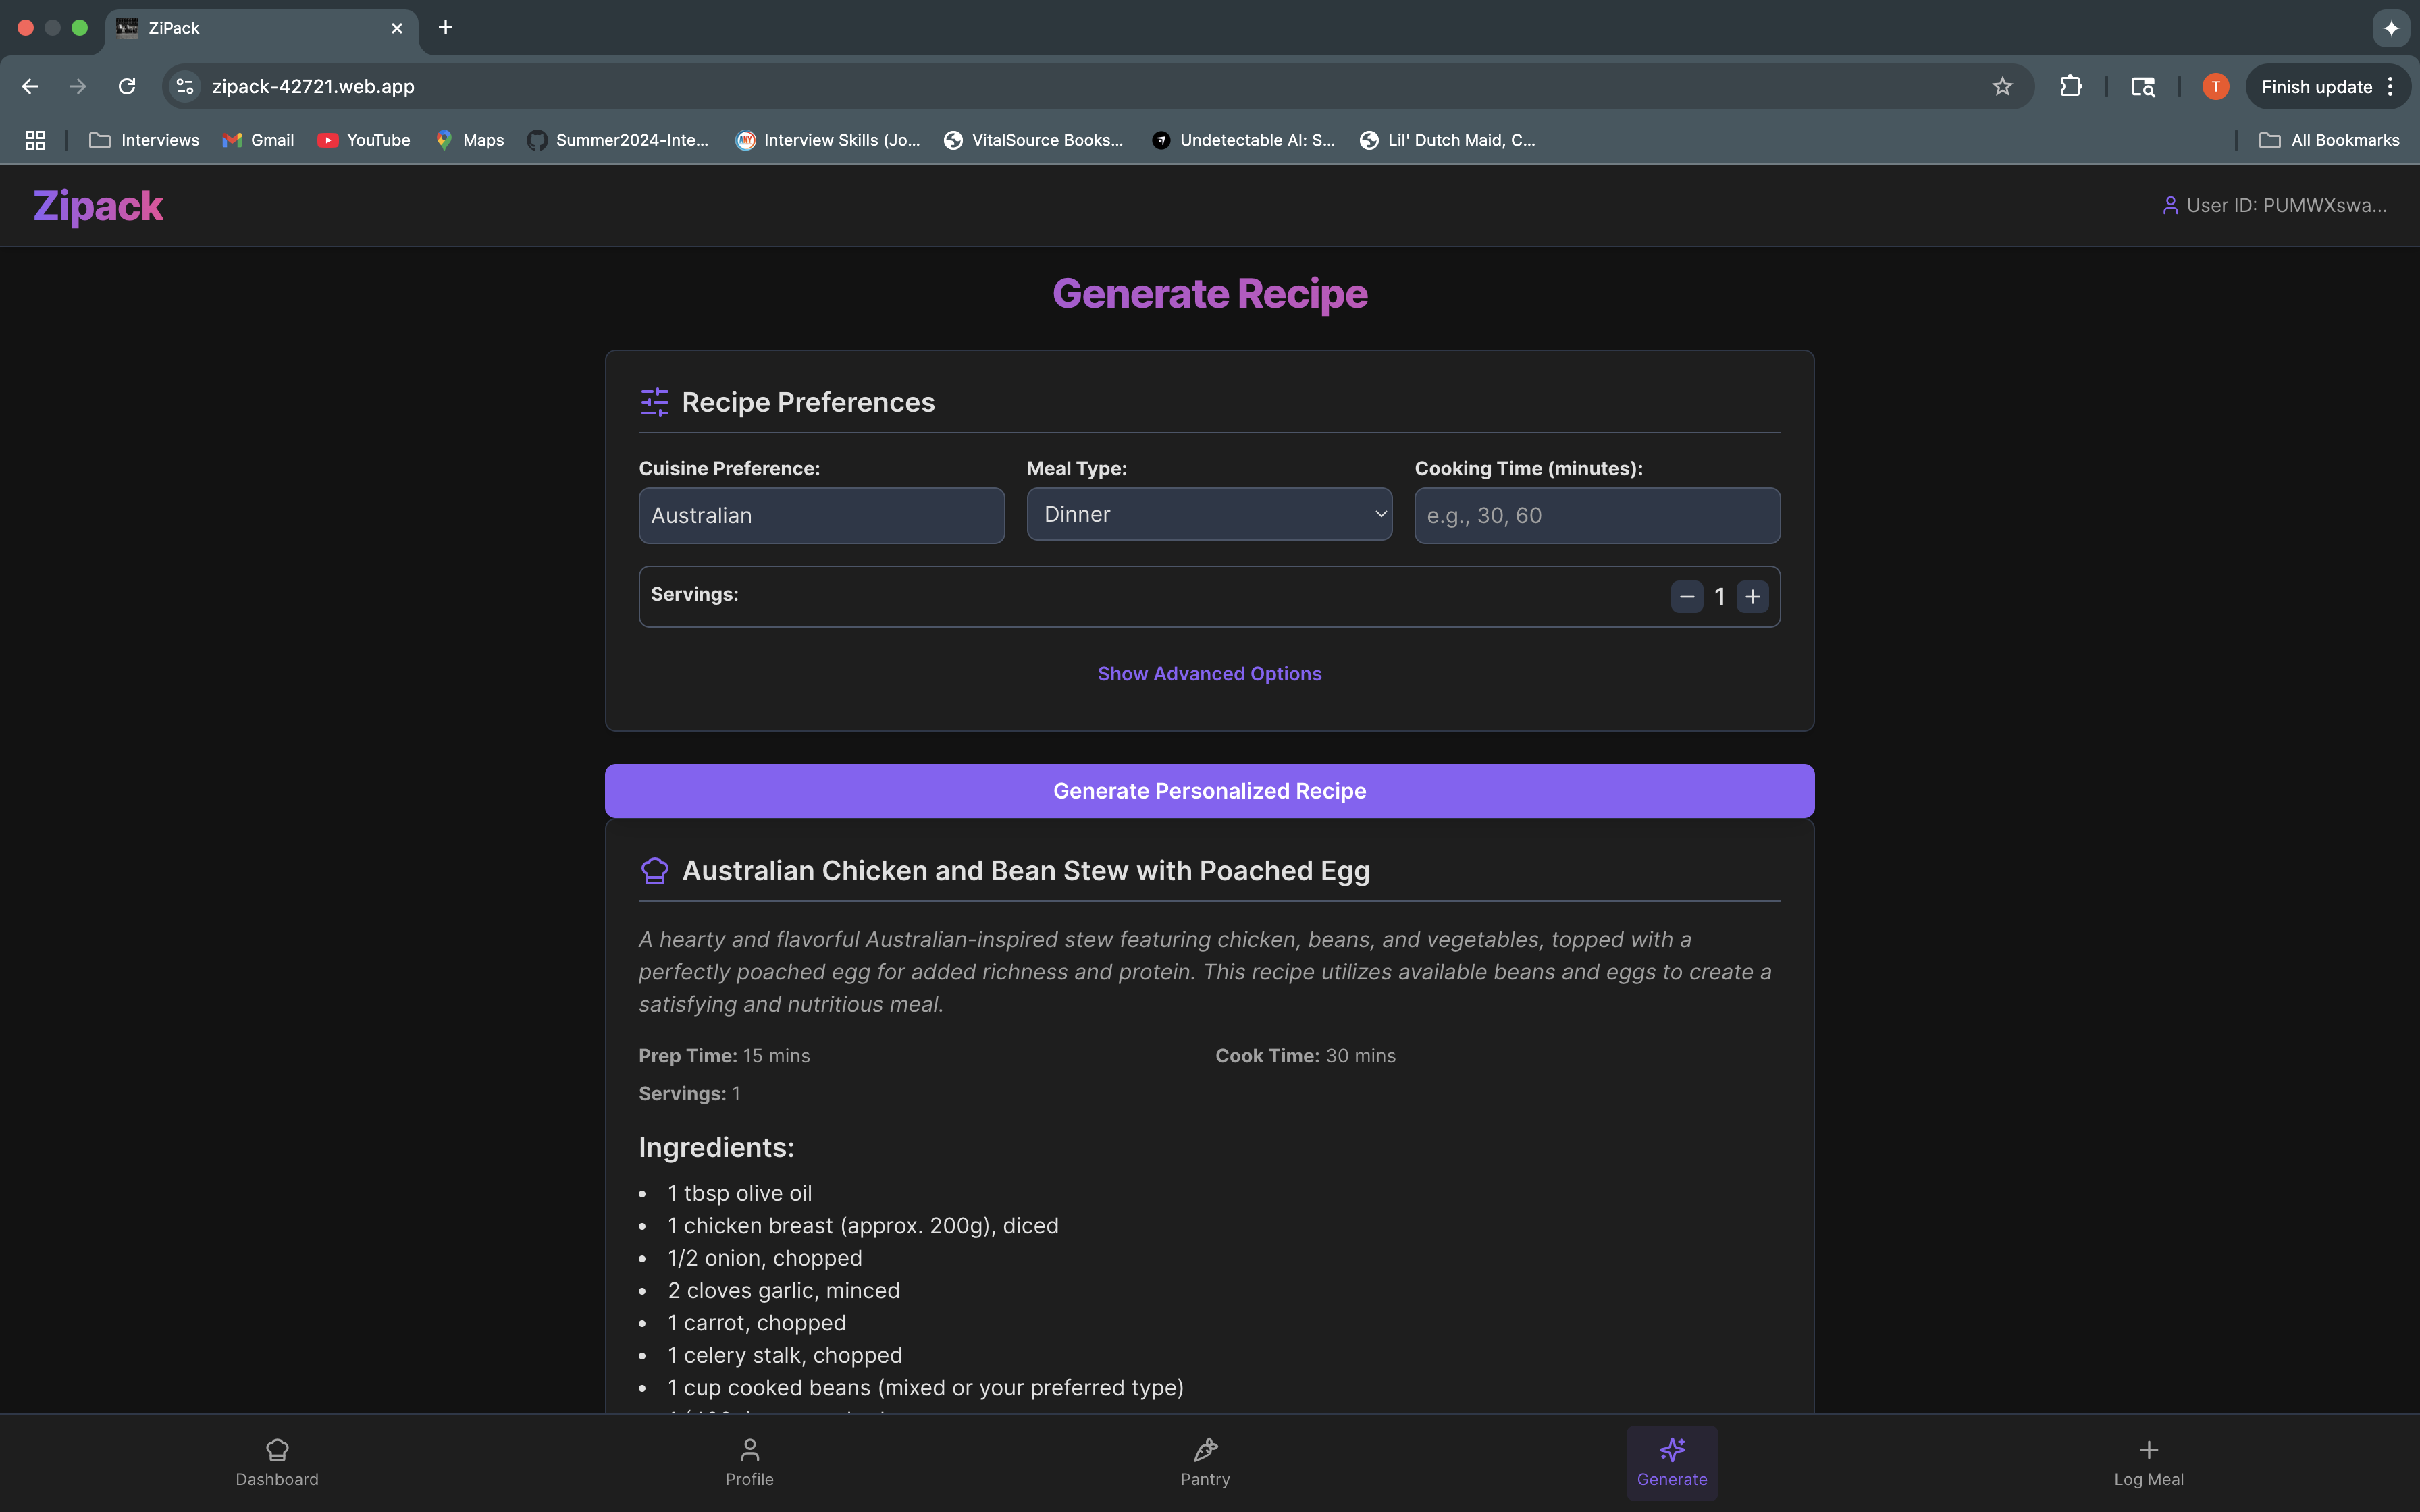 ZiPack
zipack-42721.web.app
T
Finish update
Interviews
Gmail
YouTube
Maps
Summer2024-Inte...
Interview Skills (Jo...
VitalSource Books...
Undetectable AI: S...
Lil' Dutch Maid, C...
All Bookmarks
Zipack
User ID: PUMWXswa...
Generate Recipe
Recipe Preferences
Cuisine Preference:
Meal Type:
Cooking Time (minutes):
Australian
Dinner
e.g., 30, 60
Servings:
1
Show Advanced Options
Generate Personalized Recipe
Australian Chicken and Bean Stew with Poached Egg
A hearty and flavorful Australian-inspired stew featuring chicken, beans, and vegetables, topped with a
perfectly poached egg for added richness and protein. This recipe utilizes available beans and eggs to create a
satisfying and nutritious meal.
Prep Time: 15 mins
Cook Time: 30 mins
Servings: 1
Ingredients:
1 tbsp olive oil
1 chicken breast (approx. 200g), diced
1/2 onion, chopped
2 cloves garlic, minced
1 carrot, chopped
1 celery stalk, chopped
1 cup cooked beans (mixed or your preferred type)
Dashboard
Profile
Pantry
Generate
Log Meal